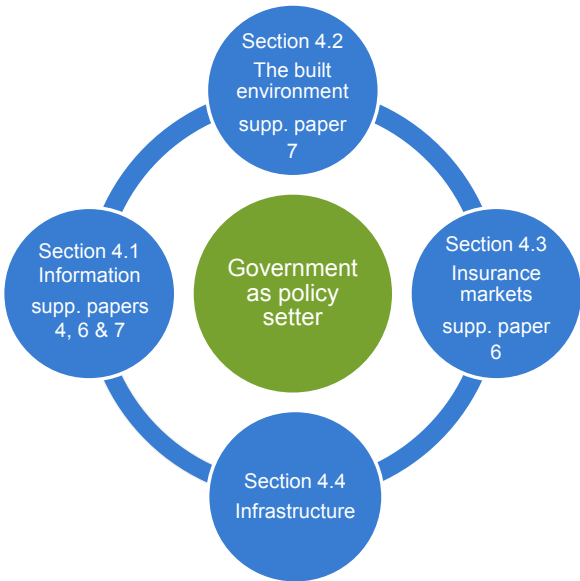 Section 4.2
The built
environment
supp. paper
7
Section 4.1
Information
supp. papers
4, 6 & 7
Government
as policy
setter
Section 4.3
Insurance
markets
supp. paper
6
Section 4.4
Infrastructure